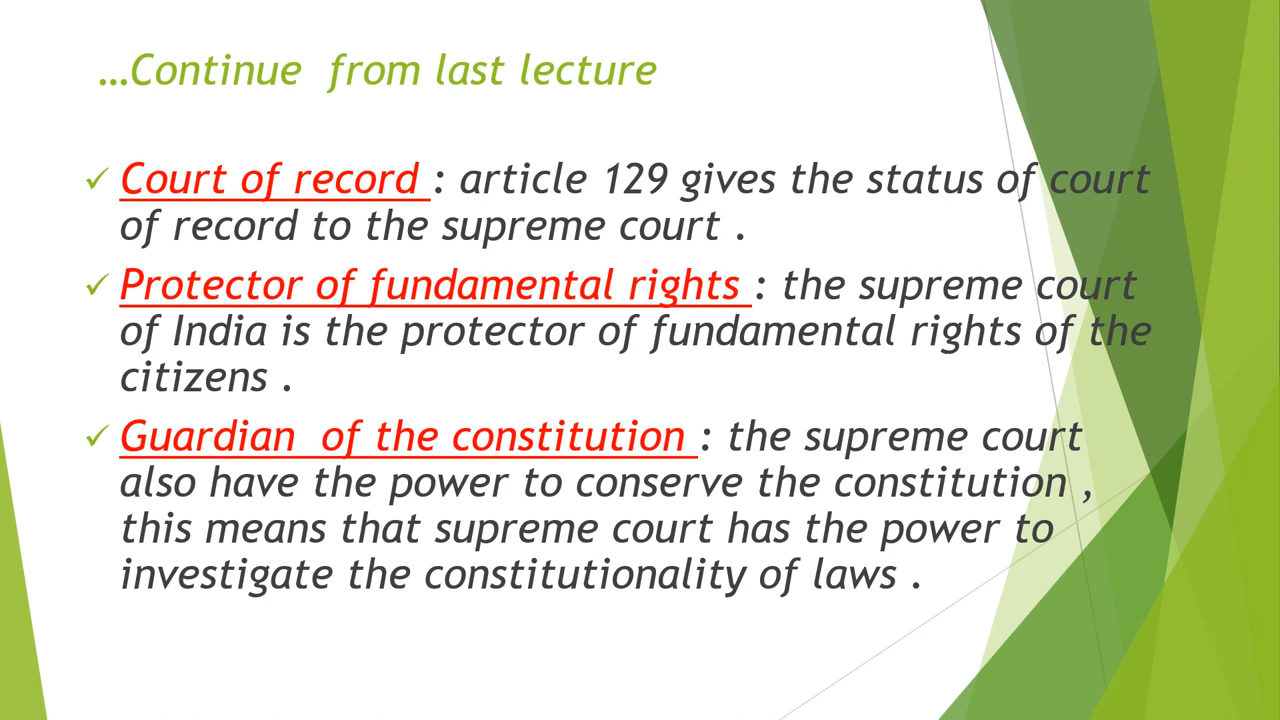 …Continue from last lecture
✓ Court of record : article 129 gives the status of court
of record to the supreme court .
✓ Protector of fundamental rights : the supreme court
of India is the protector of fundamental rights of the
citizens .
✓ Guardian of the constitution : the supreme court
also have the power to conserve the constitution ,
this means that supreme court has the power to
investigate the constitutionality of laws .